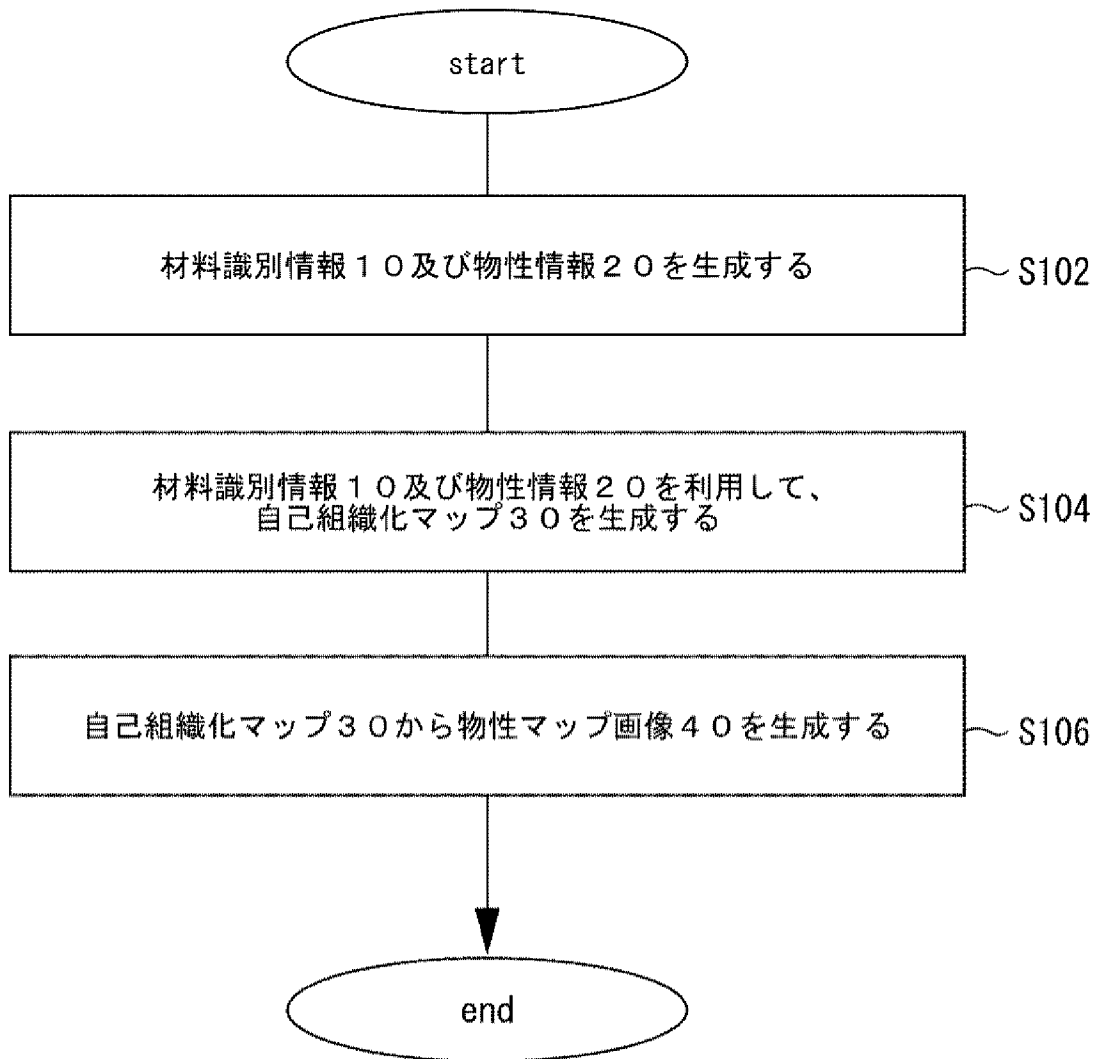 start
材料識別情報１０及び物性情報２０を生成する
S102
材料識別情報１０及び物性情報２０を利用して、
自己組織化マップ３０を生成する
S104
自己組織化マップ３０から物性マップ画像４０を生成する
S106
end